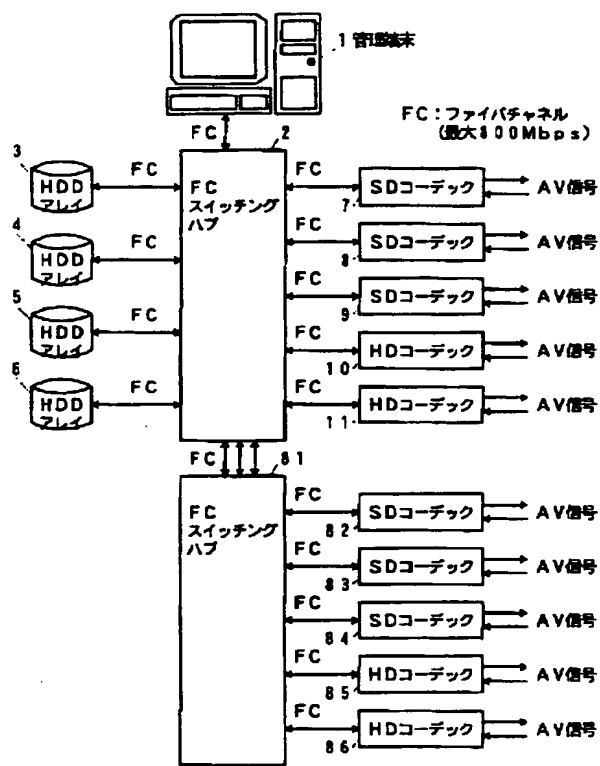 1 管理端末
FC:ファイバチャネル
(最大800Mbps)
FC
2
3
HDD
アレイ
FC
4
HDD
アレイ
FC
5
HDD
アレイ
FC
6
HDD
アレイ
FC
FC
スイッチング
ハブ
FC
SDコーデック
7
AV信号
FC
SDコーデック
8
AV信号
FC
SDコーデック
9
AV信号
FC
HDコーデック
10
AV信号
FC
HDコーデック
11
AV信号
FC
81
FC
スイッチング
ハブ
FC
SDコーデック
82
AV信号
FC
SDコーデック
83
AV信号
FC
SDコーデック
84
AV信号
FC
HDコーデック
85
AV信号
FC
HDコーデック
86
AV信号